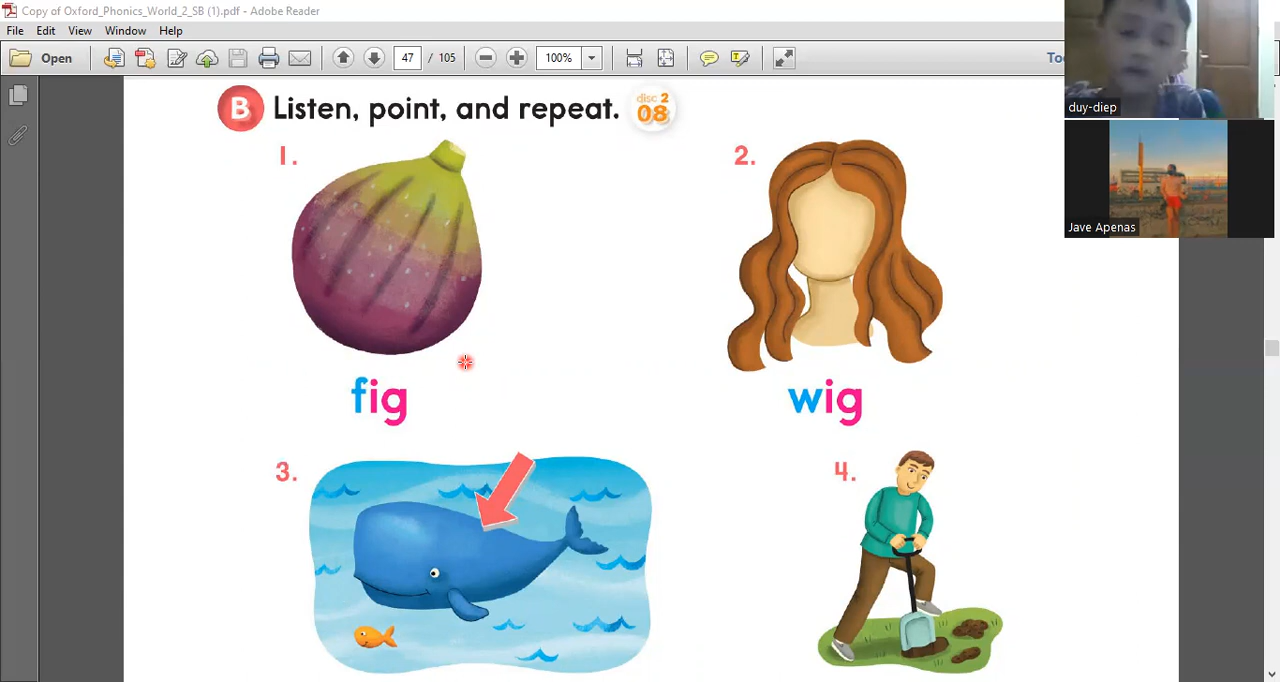 Copy of Oxford_Phonics_World_2_SB (1).pdf - Adobe Reader
File Edit View Window Help
Open 47 / 105 100% Too
duy-diep
Jave Apenas
B Listen, point, and repeat. disc 2 08
1. 2.
fig wig
3. 4.